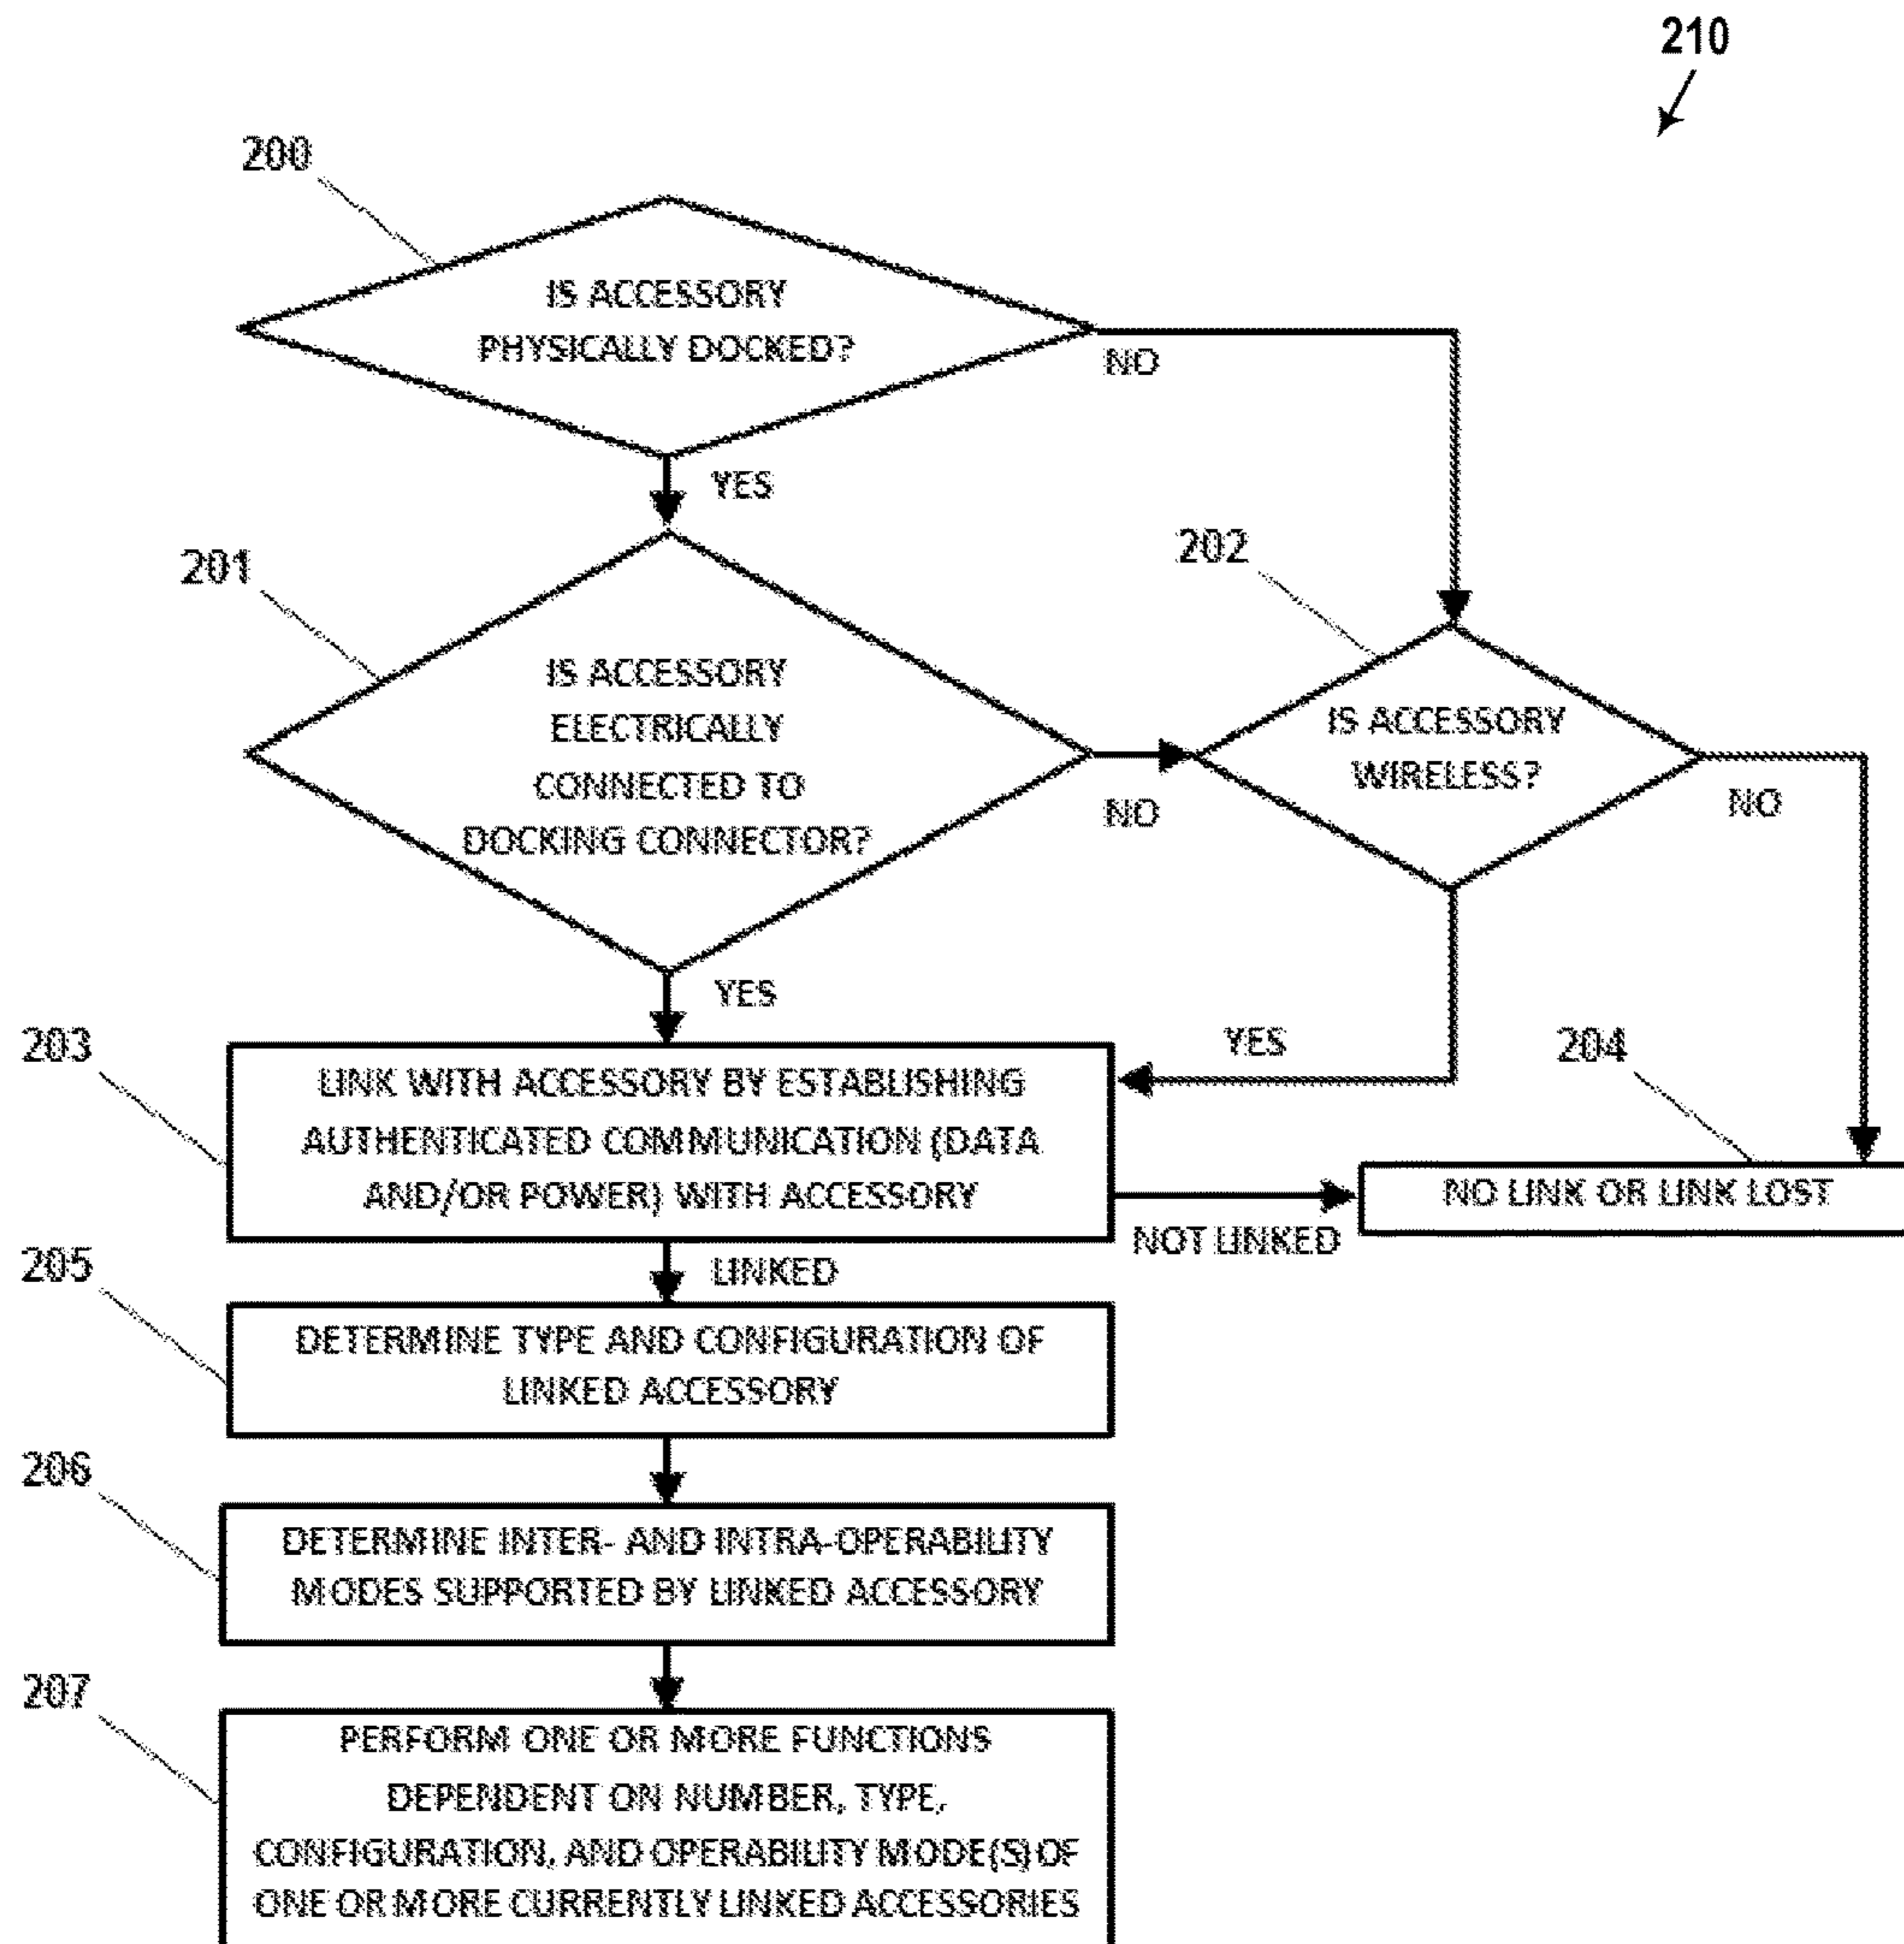 210
200
IS ACCESSORY
PHYSICALLY DOCKED?
NO
YES
201
202
IS ACCESSORY
ELECTRICALLY
CONNECTED TO
DOCKING CONNECTOR?
NO
IS ACCESSORY
WIRELESS?
NO
YES
YES
203
204
LINK WITH ACCESSORY BY ESTABLISHING
AUTHENTICATED COMMUNICATION (DATA
AND/OR POWER) WITH ACCESSORY
NO LINK OR LINK LOST
NOT LINKED
LINKED
205
DETERMINE TYPE AND CONFIGURATION OF
LINKED ACCESSORY
206
DETERMINE INTER- AND INTRA-OPERABILITY
MODES SUPPORTED BY LINKED ACCESSORY
207
PERFORM ONE OR MORE FUNCTIONS
DEPENDENT ON NUMBER, TYPE,
CONFIGURATION, AND OPERABILITY MODE(S) OF
ONE OR MORE CURRENTLY LINKED ACCESSORIES